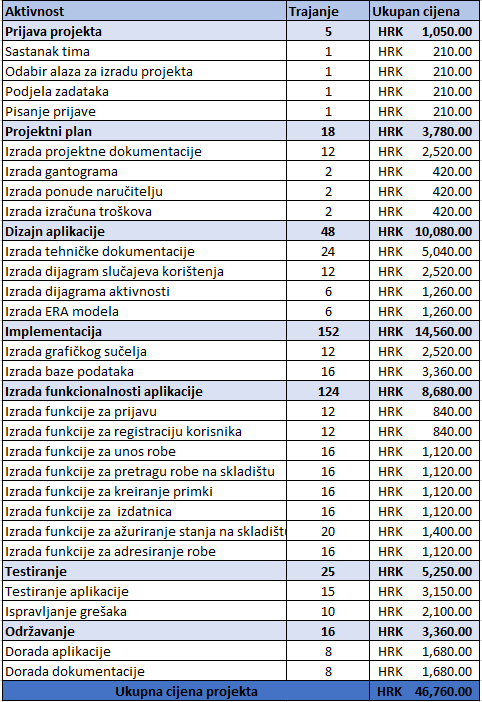 Aktivnost Trajanje Ukupan cijena
Prijava projekta 5 HRK 1,050.00
Sastanak tima 1 HRK 210.00
Odabir alaza za izradu projekta 1 HRK 210.00
Podjela zadataka 1 HRK 210.00
Pisanje prijave 1 HRK 210.00
Projektni plan 18 HRK 3,780.00
Izrada projektne dokumentacije 12 HRK 2,520.00
Izrada gantograma 2 HRK 420.00
Izrada ponude naručitelju 2 HRK 420.00
Izrada izračuna troškova 2 HRK 420.00
Dizajn aplikacije 48 HRK 10,080.00
Izrada tehničke dokumentacije 24 HRK 5,040.00
Izrada dijagram slučajeva korištenja 12 HRK 2,520.00
Izrada dijagrama aktivnosti 6 HRK 1,260.00
Izrada ERA modela 6 HRK 1,260.00
Implementacija 152 HRK 14,560.00
Izrada grafičkog sučelja 12 HRK 2,520.00
Izrada baze podataka 16 HRK 3,360.00
Izrada funkcionalnosti aplikacije 124 HRK 8,680.00
Izrada funkcije za prijavu 12 HRK 840.00
Izrada funkcije za registraciju korisnika 12 HRK 840.00
Izrada funkcije za unos robe 16 HRK 1,120.00
Izrada funkcije za pretragu robe na skladištu 16 HRK 1,120.00
Izrada funkcije za kreiranje primki 16 HRK 1,120.00
Izrada funkcije za izdatnica 16 HRK 1,120.00
Izrada funkcije za ažuriranje stanja na skladištu 20 HRK 1,400.00
Izrada funkcije za adresiranje robe 16 HRK 1,120.00
Testiranje 25 HRK 5,250.00
Testiranje aplikacije 15 HRK 3,150.00
Ispravljanje grešaka 10 HRK 2,100.00
Održavanje 16 HRK 3,360.00
Dorada aplikacije 8 HRK 1,680.00
Dorada dokumentacije 8 HRK 1,680.00
Ukupna cijena projekta HRK 46,760.00